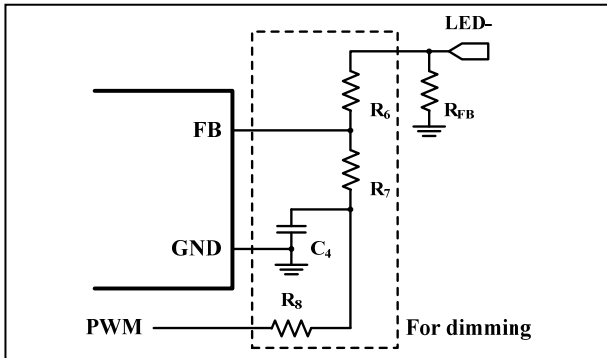 LED-
R6
RFB
FB
R7
GND
C4
R8
PWM
For dimming